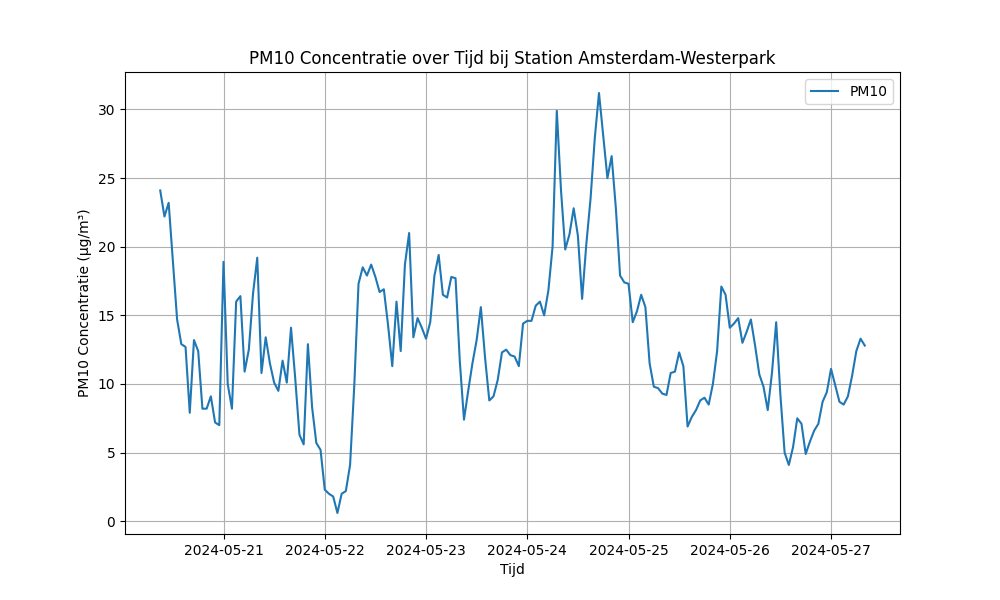 PM10 Concentratie over Tijd bij Station Amsterdam-Westerpark
PM10
PM10 Concentratie (µg/m³)
30
25
20
15
10
5
0
2024-05-21 2024-05-22 2024-05-23 2024-05-24 2024-05-25 2024-05-26 2024-05-27
Tijd